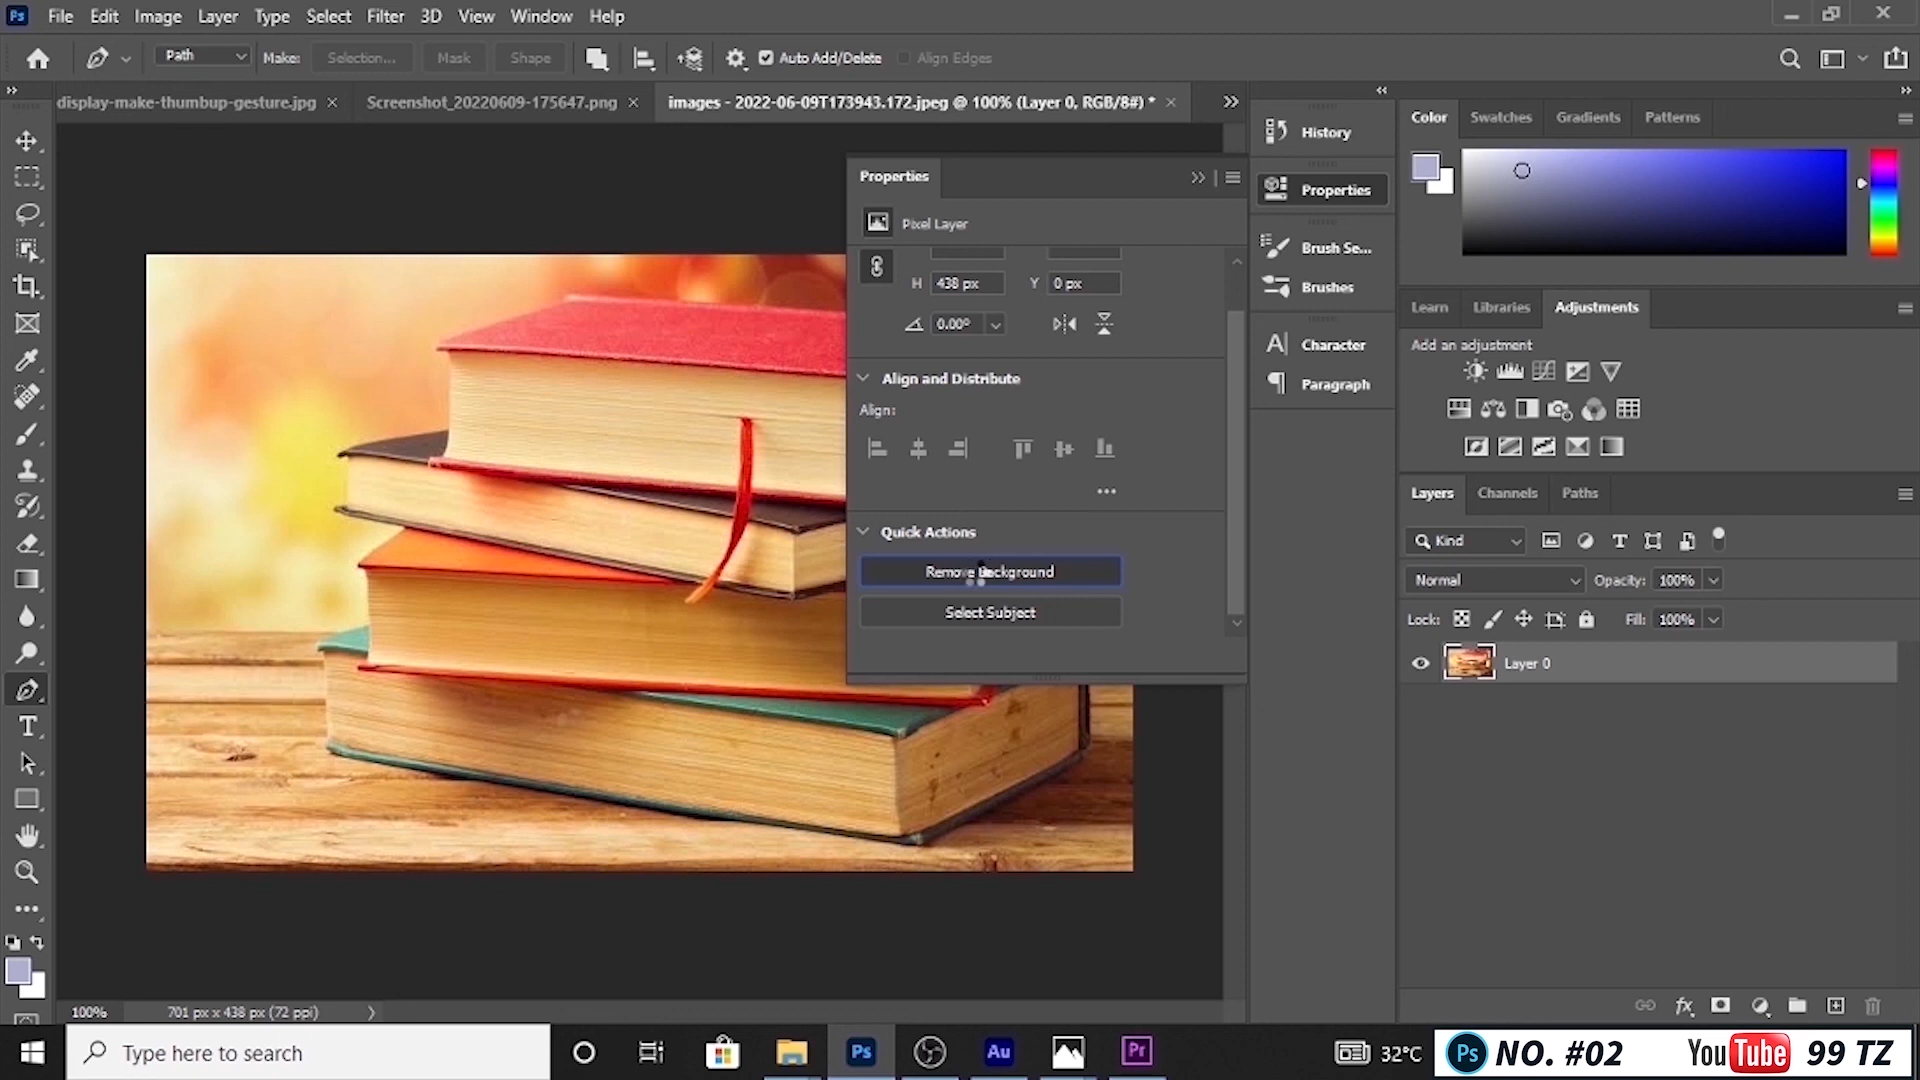 Ps File Edit Image Layer Type Select Filter 3D View Window Help
Path Make: Selection... Mask Shape Auto Add/Delete Align Edges
display-make-thumbup-gesture.jpg × Screenshot_20220609-175647.png × images - 2022-06-09T173943.172.jpeg @ 100% (Layer 0, RGB/8#) * ×
Properties
Pixel Layer
H 438 px Y 0 px
0.00°
Align and Distribute
Align:
Quick Actions
Remove Background
Select Subject
History
Properties
Brush Se...
Brushes
Character
Paragraph
Color Swatches Gradients Patterns
Learn Libraries Adjustments
Add an adjustment
Layers Channels Paths
Kind
Normal Opacity: 100%
Lock: Fill: 100%
Layer 0
100% 701 px x 438 px (72 ppi)
Type here to search
Ps Au Pr 32°C
Ps NO. #02 YouTube 99 TZ